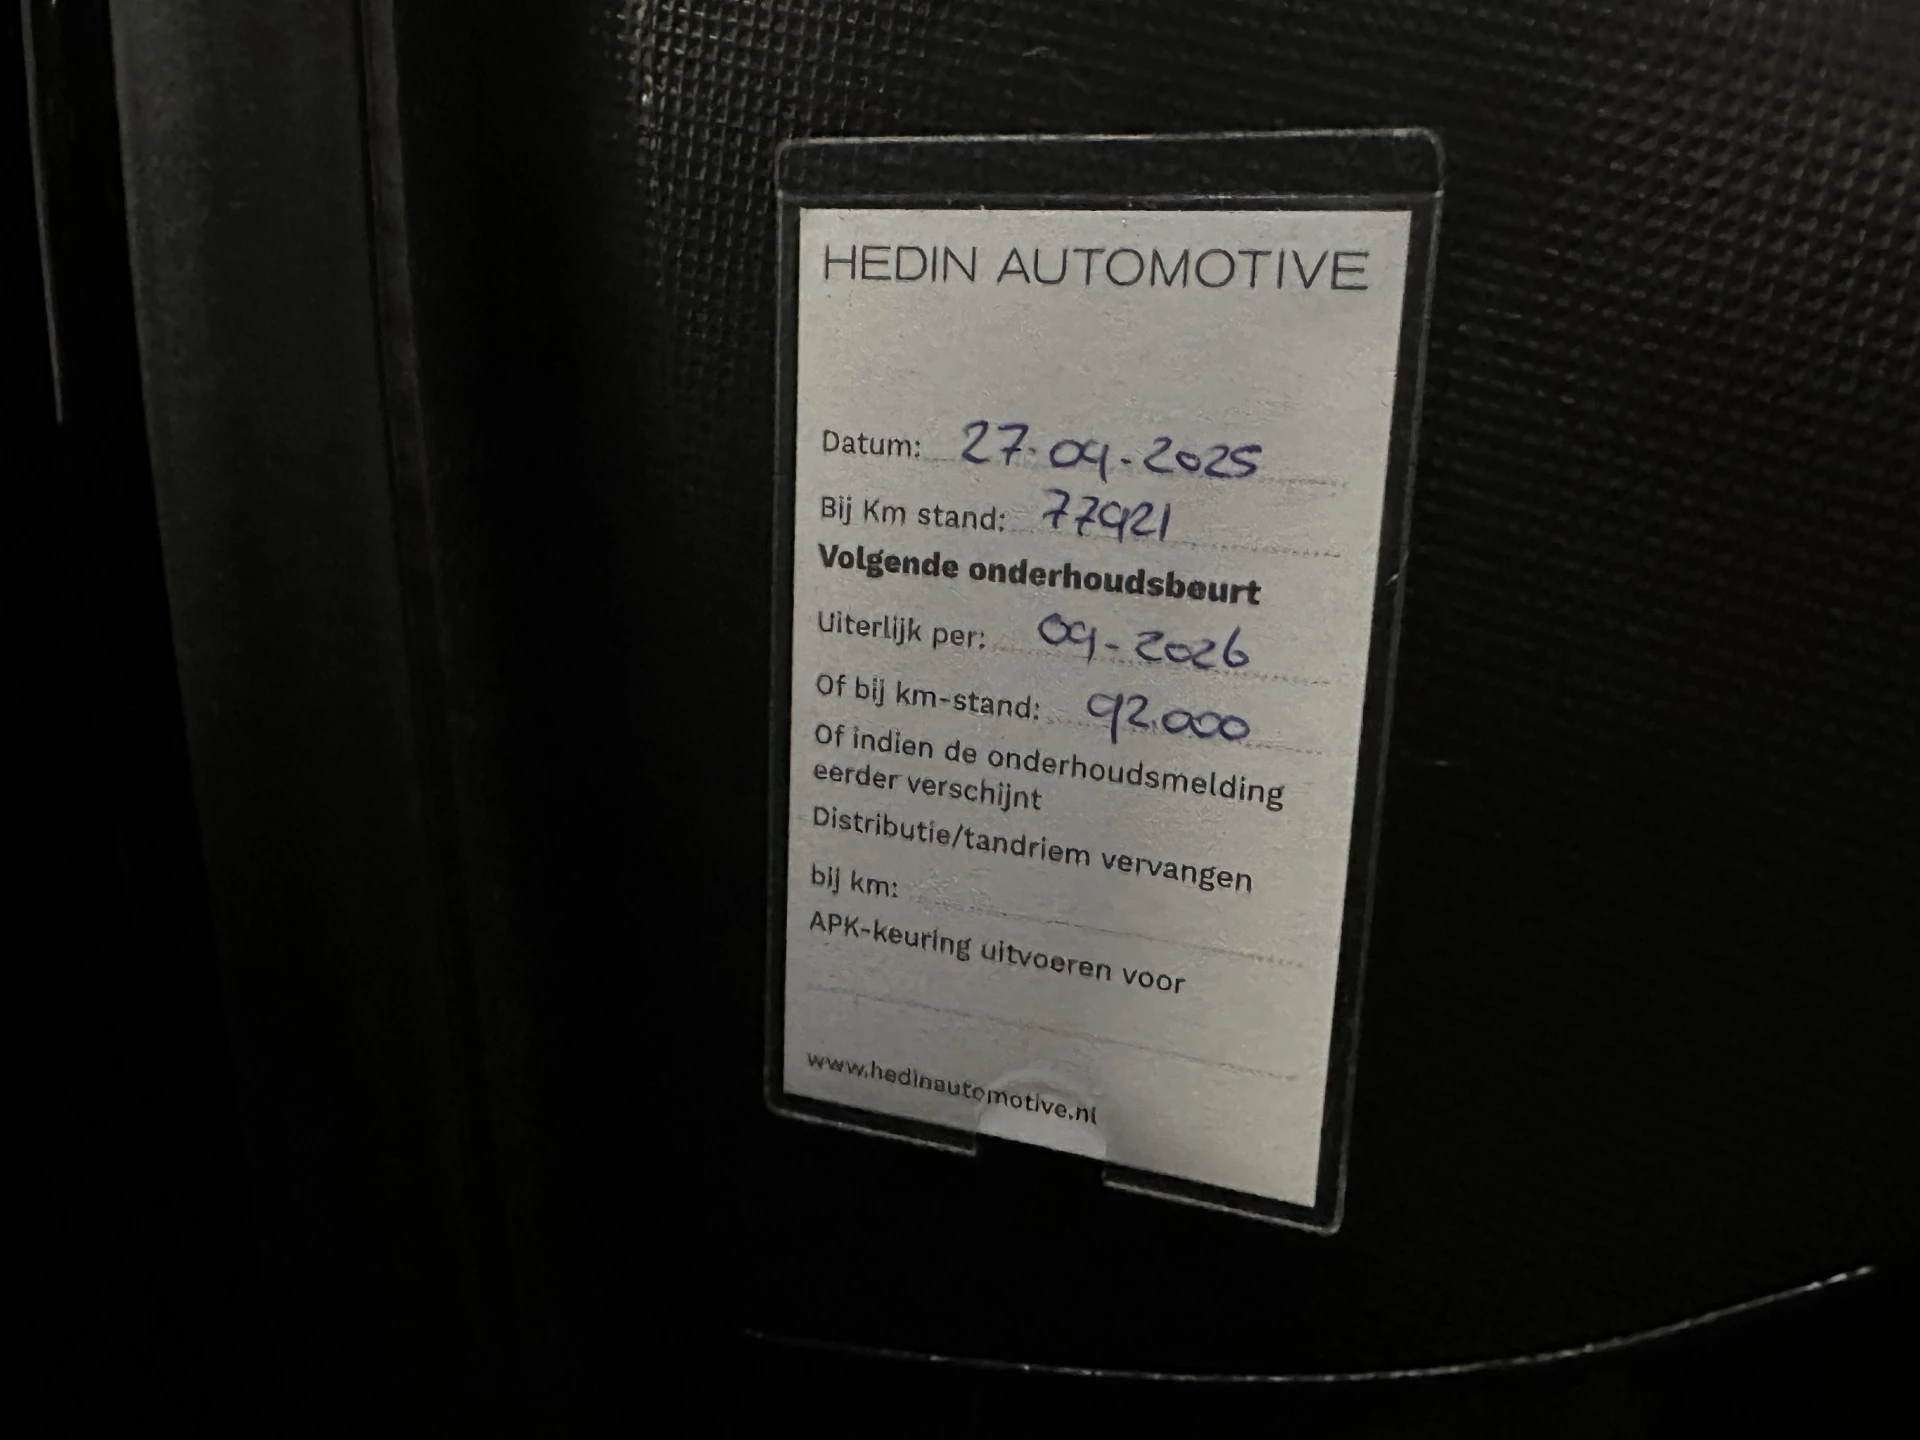 HEDIN AUTOMOTIVE
Datum: 27-09-2025
Bij Km stand: 77921
Volgende onderhoudsbeurt
Uiterlijk per: 09-2026
Of bij km-stand: 92.000
Of indien de onderhoudsmelding
eerder verschijnt
Distributie/tandriem vervangen
bij km:
APK-keuring uitvoeren voor
www.hedinautomotive.nl